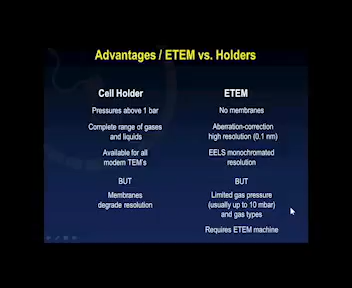 Advantages / ETEM vs. Holders
Cell Holder
Pressures above 1 bar
Complete range of gases
and liquids
Available for all
modern TEM's
BUT
Membranes
degrade resolution
ETEM
No membranes
Aberration-correction
high resolution (0.1 nm)
EELS monochromated
resolution
BUT
Limited gas pressure
(usually up to 10 mbar)
and gas types
Requires ETEM machine